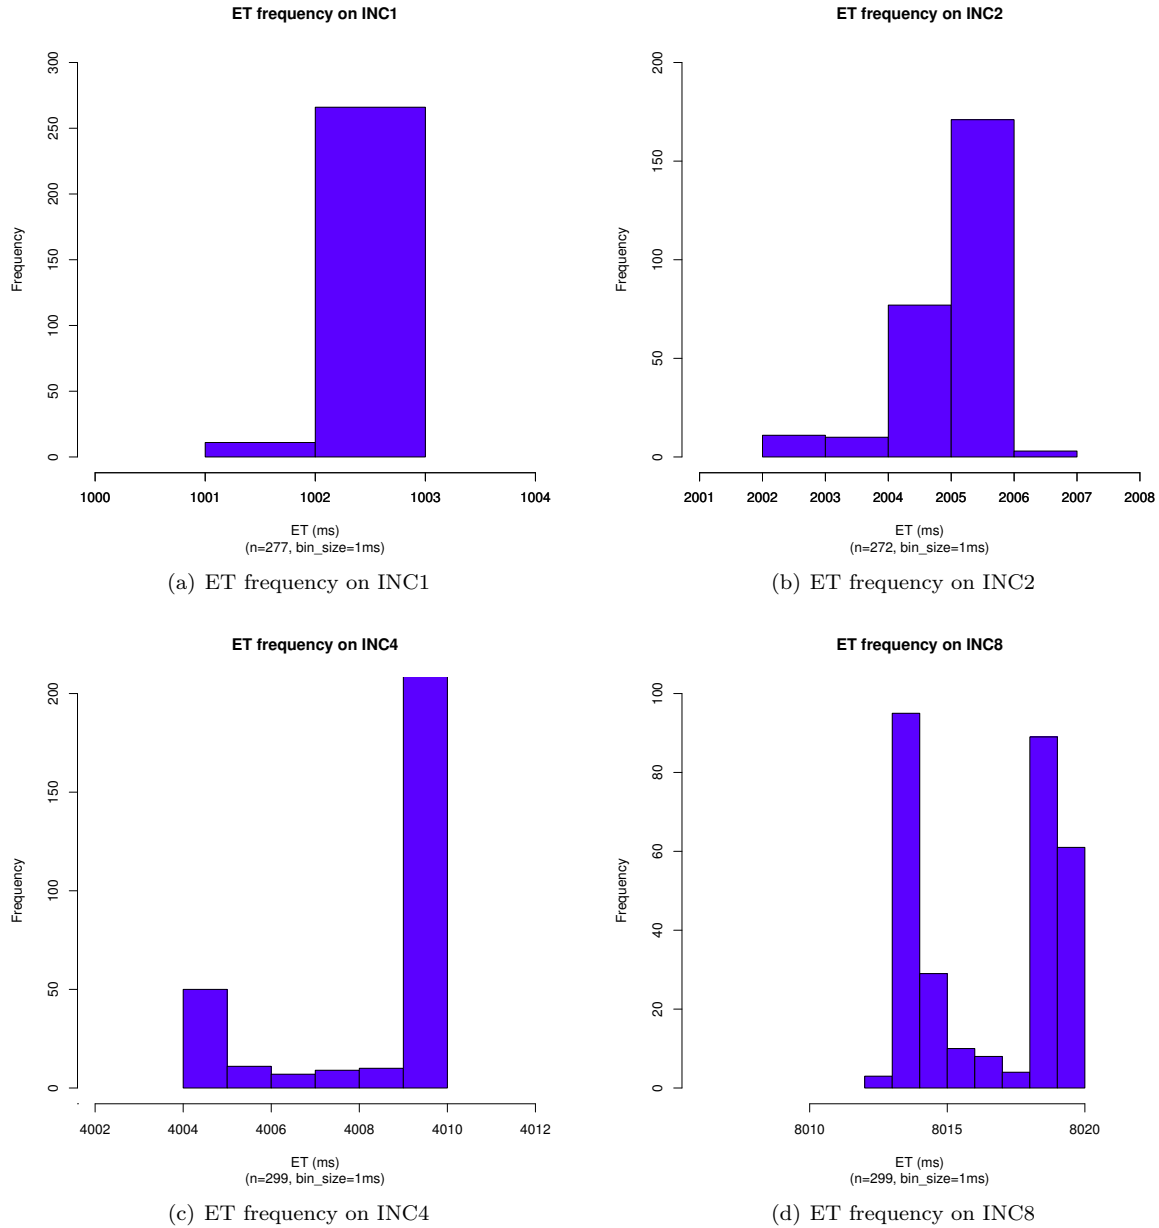 ET frequency on INC1
300
250
200
150
100
50
0
Frequency
1000 1001 1002 1003 1004
ET (ms)
(n=277, bin_size=1ms)
(a) ET frequency on INC1
ET frequency on INC2
200
150
100
50
0
Frequency
2001 2002 2003 2004 2005 2006 2007 2008
ET (ms)
(n=272, bin_size=1ms)
(b) ET frequency on INC2
ET frequency on INC4
200
150
100
50
0
Frequency
4002 4004 4006 4008 4010 4012
ET (ms)
(n=299, bin_size=1ms)
(c) ET frequency on INC4
ET frequency on INC8
100
80
60
40
20
0
Frequency
8010 8015 8020
ET (ms)
(n=299, bin_size=1ms)
(d) ET frequency on INC8